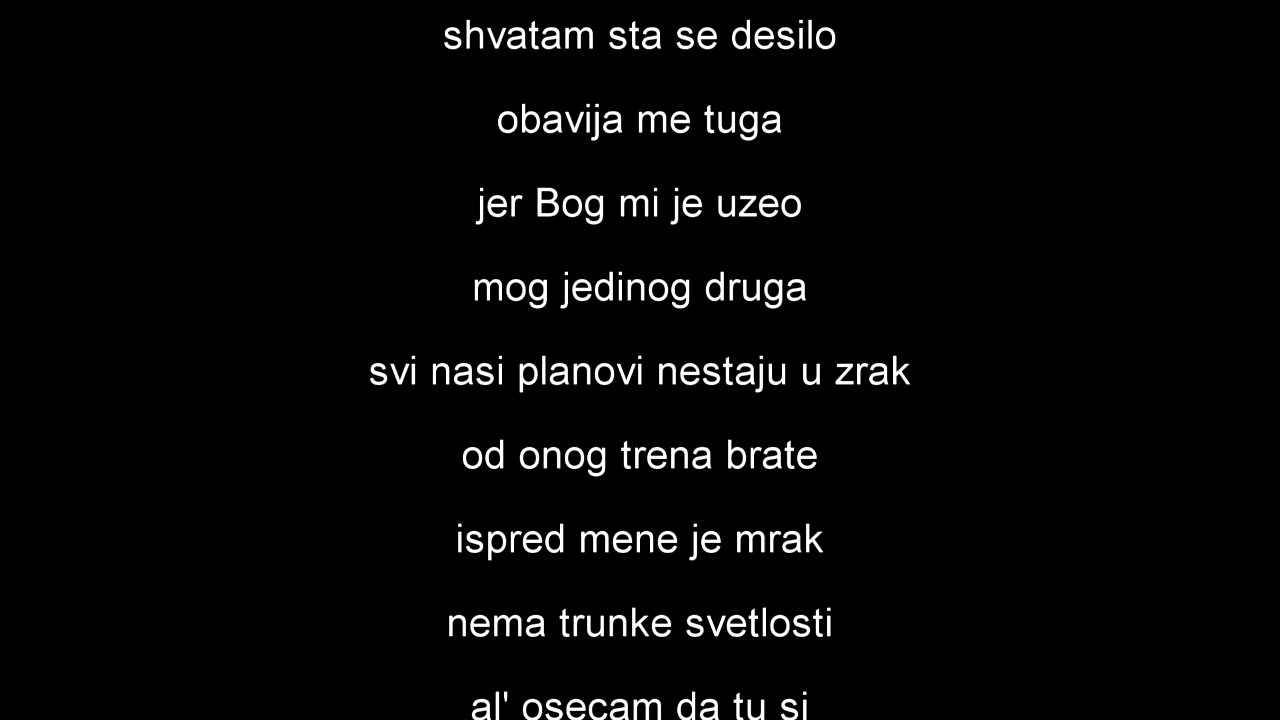 shvatam sta se desilo
obavija me tuga
jer Bog mi je uzeo
mog jedinog druga
svi nasi planovi nestaju u zrak
od onog trena brate
ispred mene je mrak
nema trunke svetlosti
al' osecam da tu si